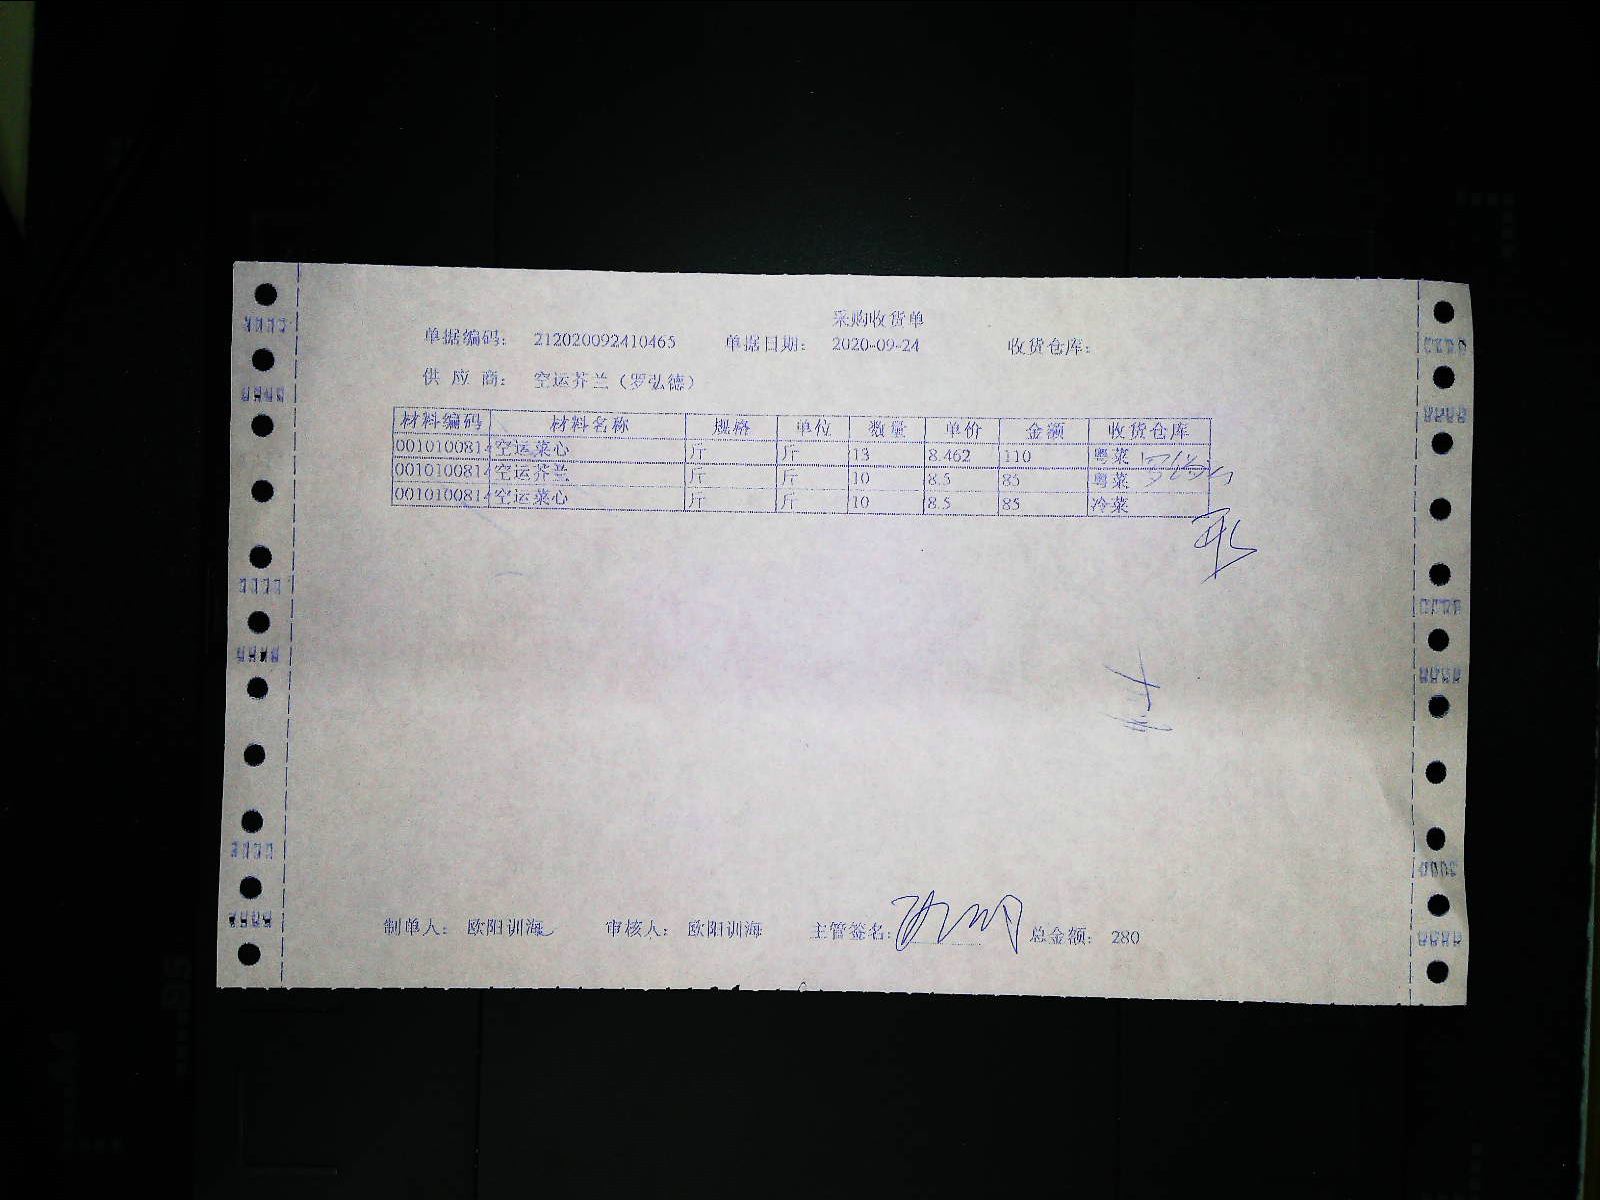 采购收货单
单据编码： 212020092410465 单据日期： 2020-09-24 收货仓库：
供 应 商： 空运芥兰（罗弘德）
材料编码 材料名称 规格 单位 数量 单价 金额 收货仓库
0010100814 空运菜心 斤 斤 13 8.462 110 粤菜
0010100814 空运芥兰 斤 斤 10 8.5 85 粤菜
0010100814 空运菜心 斤 斤 10 8.5 85 冷菜
制单人： 欧阳训海 审核人： 欧阳训海 主管签名： 总金额： 280